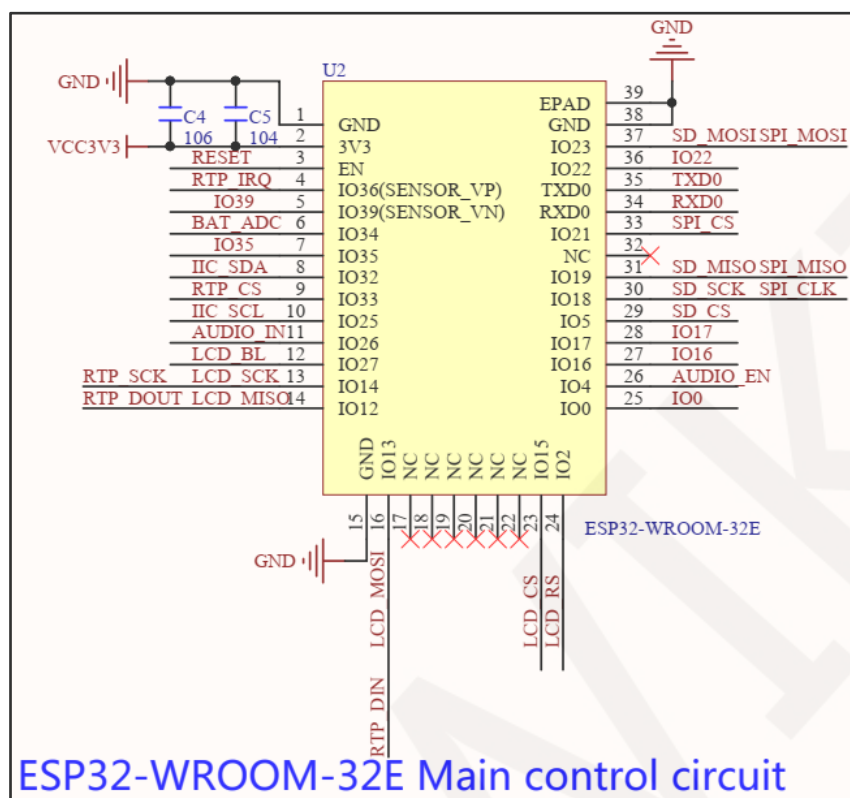 GND
U2
GND
C4
C5
106
104
VCC3V3
1 GND
2 3V3
RESET 3 EN
RTP_IRQ 4 IO36(SENSOR_VP)
IO39 5 IO39(SENSOR_VN)
BAT_ADC 6 IO34
IO35 7 IO35
IIC_SDA 8 IO32
RTP_CS 9 IO33
IIC_SCL 10 IO25
AUDIO_IN 11 IO26
LCD_BL 12 IO27
RTP_SCK LCD_SCK 13 IO14
RTP_DOUT LCD_MISO 14 IO12
EPAD 39
GND 38
IO23 37 SD_MOSI SPI_MOSI
IO22 36 IO22
TXD0 35 TXD0
RXD0 34 RXD0
IO21 33 SPI_CS
NC 32
IO19 31 SD_MISO SPI_MISO
IO18 30 SD_SCK SPI_CLK
IO5 29 SD_CS
IO17 28 IO17
IO16 27 IO16
IO4 26 AUDIO_EN
IO0 25 IO0
GND IO13 NC NC NC NC NC NC IO15 IO2
15 16 17 18 19 20 21 22 23 24
ESP32-WROOM-32E
GND
LCD_MOSI
RTP_DIN
LCD_CS
LCD_RS
ESP32-WROOM-32E Main control circuit